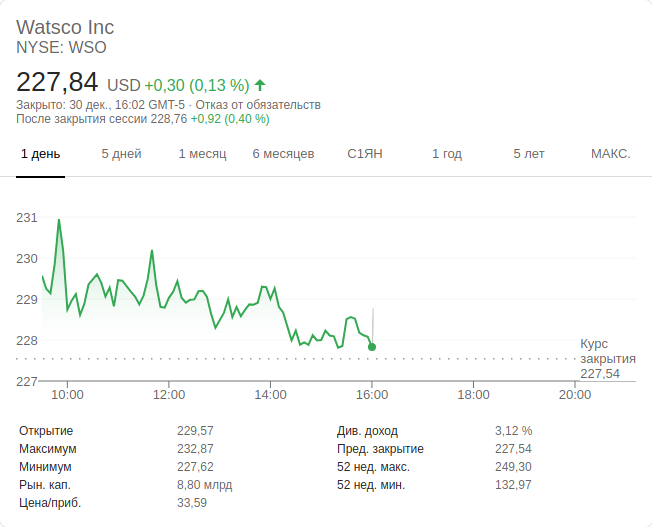 Watsco Inc
NYSE: WSO
227,84 USD +0,30 (0,13 %)
Закрыто: 30 дек., 16:02 GMT-5 · Отказ от обязательств
После закрытия сессии 228,76 +0,92 (0,40 %)
1 день 5 дней 1 месяц 6 месяцев С1ЯН 1 год 5 лет МАКС.
231
230
229
228
227
Курс
закрытия
227,54
10:00 12:00 14:00 16:00 18:00 20:00
Открытие 229,57 Див. доход 3,12 %
Максимум 232,87 Пред. закрытие 227,54
Минимум 227,62 52 нед. макс. 249,30
Рын. кап. 8,80 млрд 52 нед. мин. 132,97
Цена/приб. 33,59